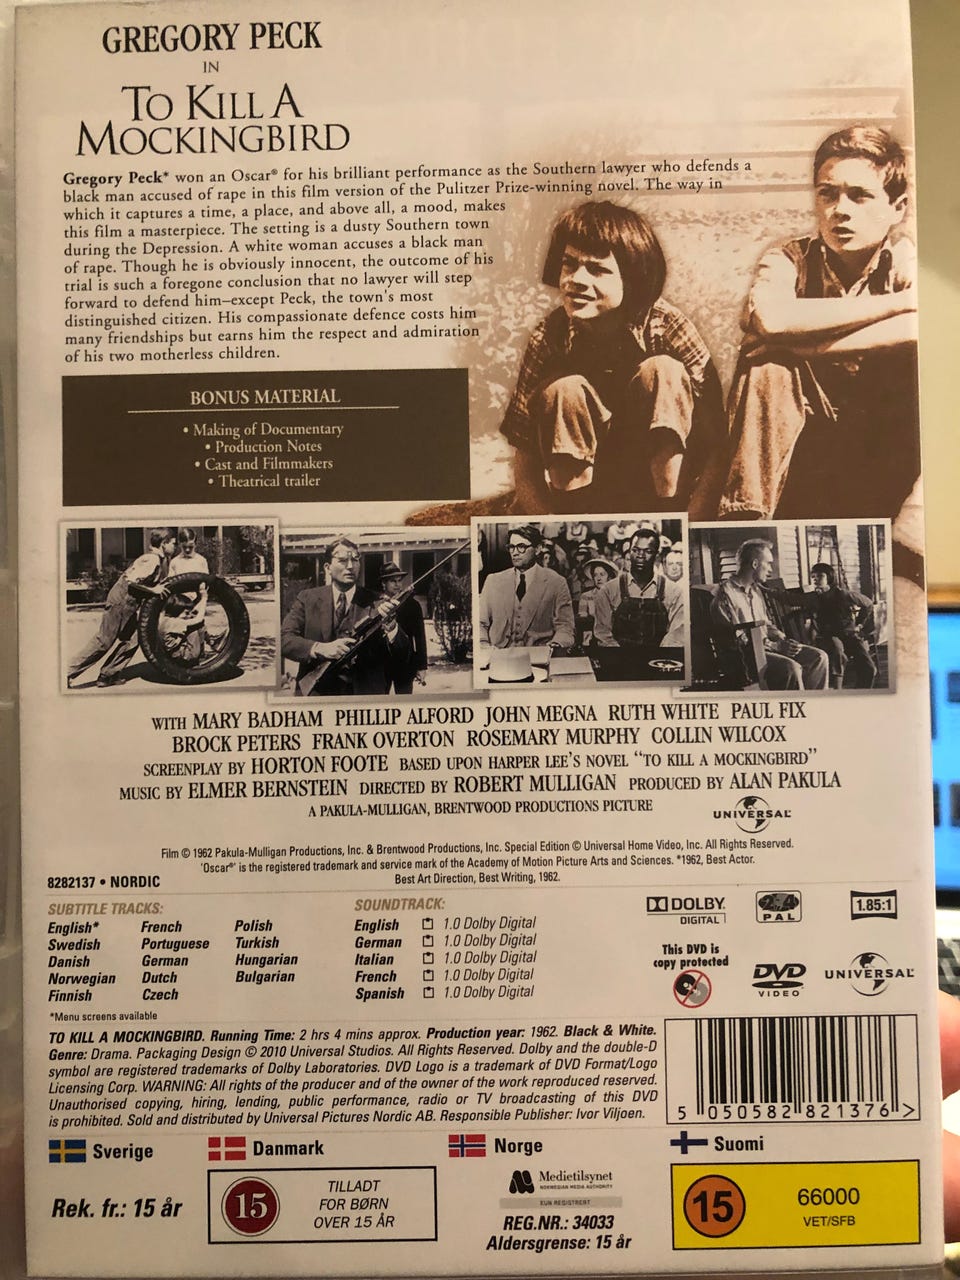 GREGORY PECK
IN
TO KILL A
MOCKINGBIRD
Gregory Peck* won an Oscar® for his brilliant performance as the Southern lawyer who defends a
black man accused of rape in this film version of the Pulitzer Prize-winning novel. The way in
which it captures a time, a place, and above all, a mood, makes
this film a masterpiece. The setting is a dusty Southern town
during the Depression. A white woman accuses a black man
of rape. Though he is obviously innocent, the outcome of his
trial is such a foregone conclusion that no lawyer will step
forward to defend him–except Peck, the town's most
distinguished citizen. His compassionate defence costs him
many friendships but earns him the respect and admiration
of his two motherless children.
BONUS MATERIAL
• Making of Documentary
• Production Notes
• Cast and Filmmakers
• Theatrical trailer
WITH MARY BADHAM PHILLIP ALFORD JOHN MEGNA RUTH WHITE PAUL FIX
BROCK PETERS FRANK OVERTON ROSEMARY MURPHY COLLIN WILCOX
SCREENPLAY BY HORTON FOOTE BASED UPON HARPER LEE'S NOVEL "TO KILL A MOCKINGBIRD"
MUSIC BY ELMER BERNSTEIN DIRECTED BY ROBERT MULLIGAN PRODUCED BY ALAN PAKULA
A PAKULA-MULLIGAN, BRENTWOOD PRODUCTIONS PICTURE
UNIVERSAL
Film © 1962 Pakula-Mulligan Productions, Inc. & Brentwood Productions, Inc. Special Edition © Universal Home Video, Inc. All Rights Reserved.
'Oscar®' is the registered trademark and service mark of the Academy of Motion Picture Arts and Sciences. *1962, Best Actor.
Best Art Direction, Best Writing, 1962.
8282137 • NORDIC
SUBTITLE TRACKS:
English* French Polish
Swedish Portuguese Turkish
Danish German Hungarian
Norwegian Dutch Bulgarian
Finnish Czech
*Menu screens available
SOUNDTRACK:
English 1.0 Dolby Digital
German 1.0 Dolby Digital
Italian 1.0 Dolby Digital
French 1.0 Dolby Digital
Spanish 1.0 Dolby Digital
DOLBY
DIGITAL
2 4
PAL
1.85:1
This DVD is
copy protected
DVD
VIDEO
UNIVERSAL
TO KILL A MOCKINGBIRD. Running Time: 2 hrs 4 mins approx. Production year: 1962. Black & White.
Genre: Drama. Packaging Design © 2010 Universal Studios. All Rights Reserved. Dolby and the double-D
symbol are registered trademarks of Dolby Laboratories. DVD Logo is a trademark of DVD Format/Logo
Licensing Corp. WARNING: All rights of the producer and of the owner of the work reproduced reserved.
Unauthorised copying, hiring, lending, public performance, radio or TV broadcasting of this DVD
is prohibited. Sold and distributed by Universal Pictures Nordic AB. Responsible Publisher: Ivor Viljoen.
5 050582 821376 >
Sverige
Rek. fr.: 15 år
Danmark
15
TILLADT
FOR BØRN
OVER 15 ÅR
Norge
Medietilsynet
NORWEGIAN MEDIA AUTHORITY
KUN REGISTRERT
REG.NR.: 34033
Aldersgrense: 15 år
Suomi
15
66000
VET/SFB